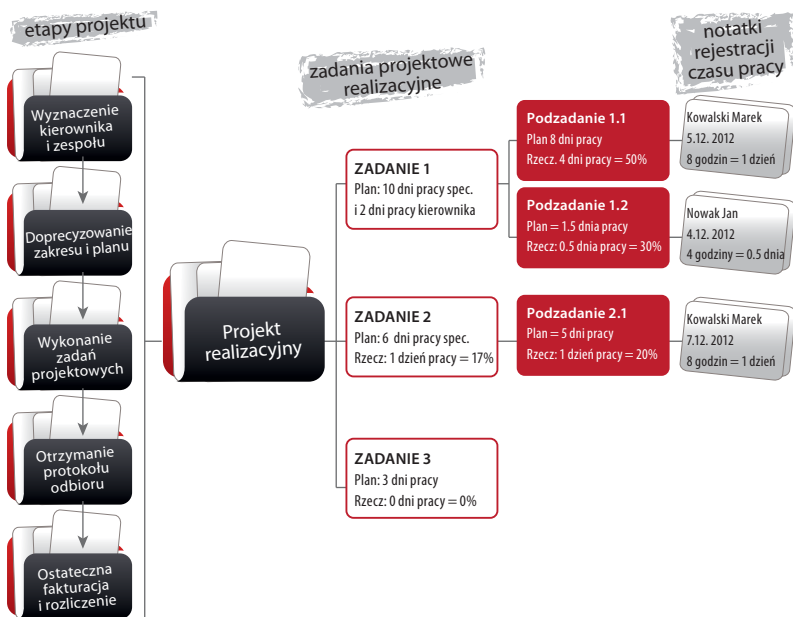 etapy projektu
Wyznaczenie
kierownika
i zespołu
Doprecyzowanie
zakresu i planu
Wykonanie
zadań
projektowych
Otrzymanie
protokołu
odbioru
Ostateczna
fakturacja
i rozliczenie
Projekt
realizacyjny
zadania projektowe
realizacyjne
ZADANIE 1
Plan: 10 dni pracy spec.
i 2 dni pracy kierownika
ZADANIE 2
Plan: 6 dni pracy spec.
Rzecz: 1 dzień pracy = 17%
ZADANIE 3
Plan: 3 dni pracy
Rzecz: 0 dni pracy = 0%
Podzadanie 1.1
Plan 8 dni pracy
Rzecz. 4 dni pracy = 50%
Podzadanie 1.2
Plan = 1.5 dnia pracy
Rzecz: 0.5 dnia pracy = 30%
Podzadanie 2.1
Plan = 5 dni pracy
Rzecz: 1 dzień pracy = 20%
notatki
rejestracji
czasu pracy
Kowalski Marek
5.12. 2012
8 godzin = 1 dzień
Nowak Jan
4.12. 2012
4 godziny = 0.5 dnia
Kowalski Marek
7.12. 2012
8 godzin = 1 dzień